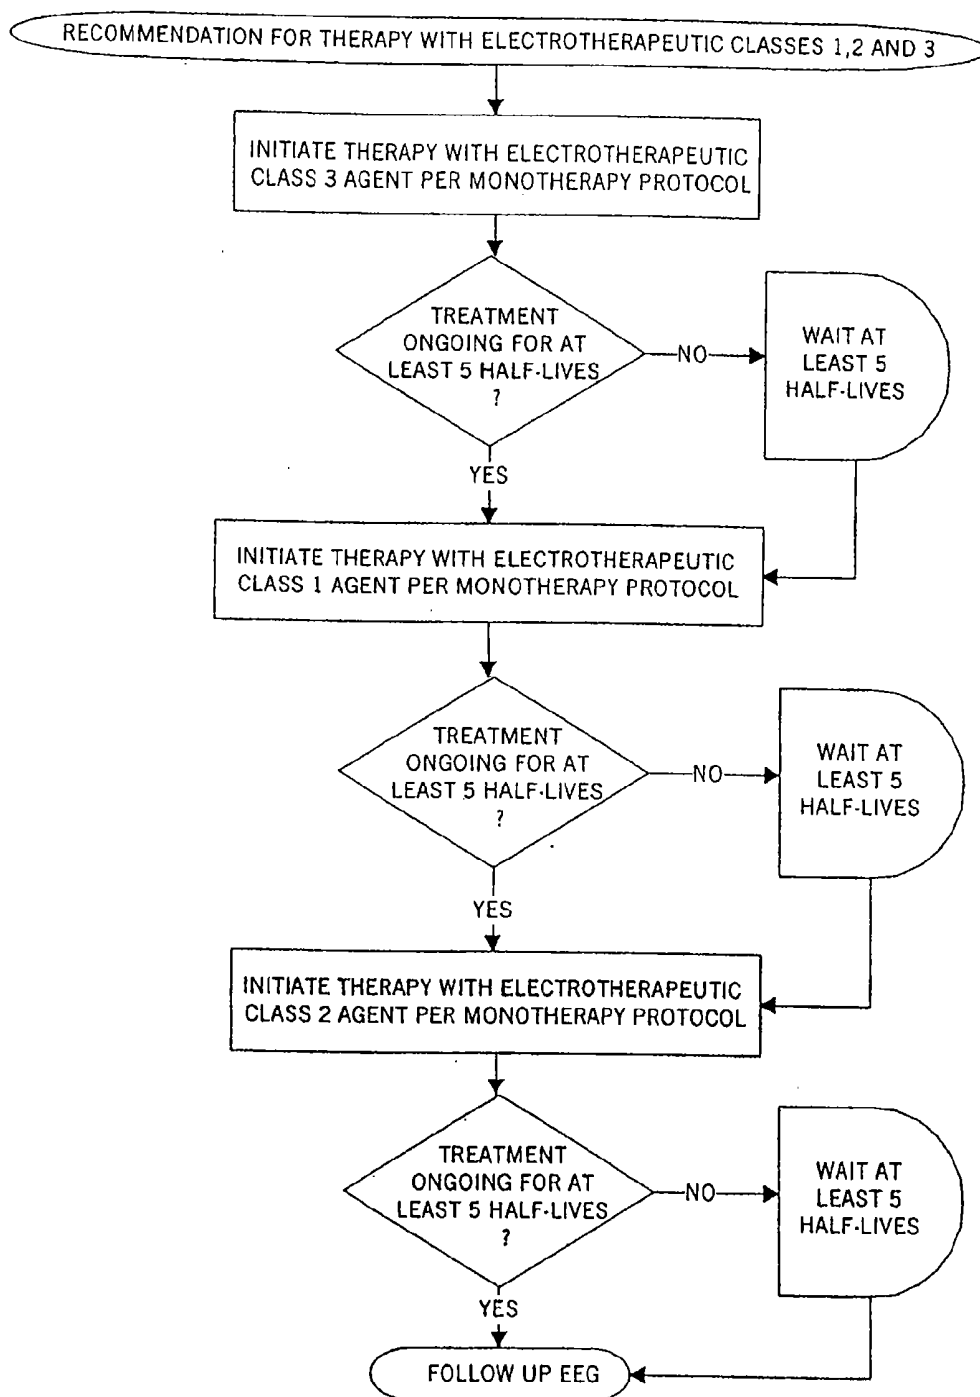 RECOMMENDATION FOR THERAPY WITH ELECTROTHERAPEUTIC CLASSES 1,2 AND 3
INITIATE THERAPY WITH ELECTROTHERAPEUTIC
CLASS 3 AGENT PER MONOTHERAPY PROTOCOL
TREATMENT
ONGOING FOR AT
LEAST 5 HALF-LIVES
?
NO
WAIT AT
LEAST 5
HALF-LIVES
YES
INITIATE THERAPY WITH ELECTROTHERAPEUTIC
CLASS 1 AGENT PER MONOTHERAPY PROTOCOL
TREATMENT
ONGOING FOR AT
LEAST 5 HALF-LIVES
?
NO
WAIT AT
LEAST 5
HALF-LIVES
YES
INITIATE THERAPY WITH ELECTROTHERAPEUTIC
CLASS 2 AGENT PER MONOTHERAPY PROTOCOL
TREATMENT
ONGOING FOR AT
LEAST 5 HALF-LIVES
?
NO
WAIT AT
LEAST 5
HALF-LIVES
YES
FOLLOW UP EEG